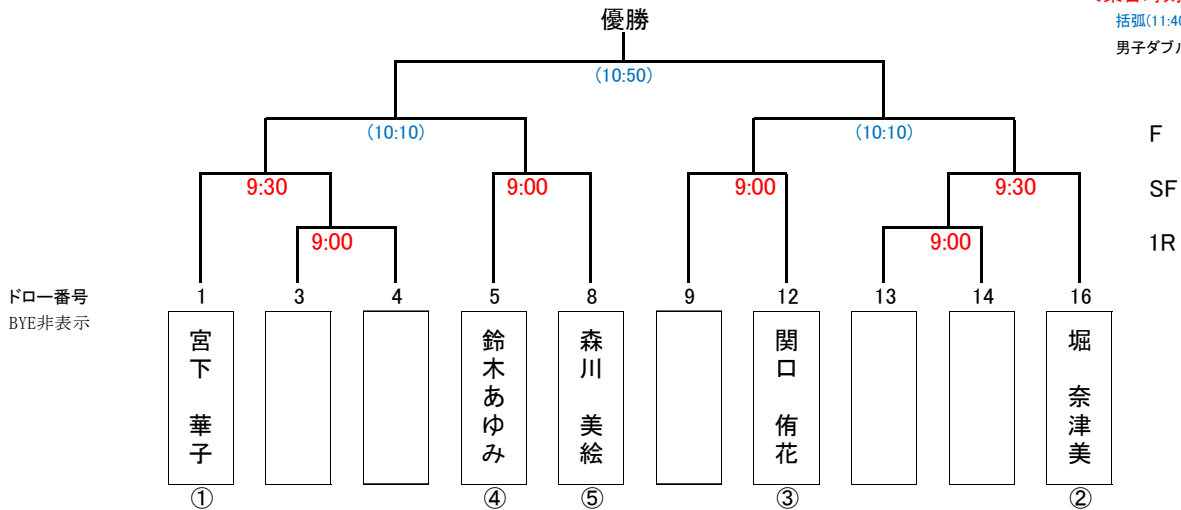 優勝
括弧(11:40
男子ダブル
(10:50)
(10:10)
(10:10)
F
9:30
9:00
9:00
9:30
SF
9:00
9:00
1R
ドロー番号
1
3
4
5
8
9
12
13
14
16
BYE非表示
宮下 華子
鈴木あゆみ
森川 美絵
関口 侑花
堀 奈津美
①
④
⑤
③
②